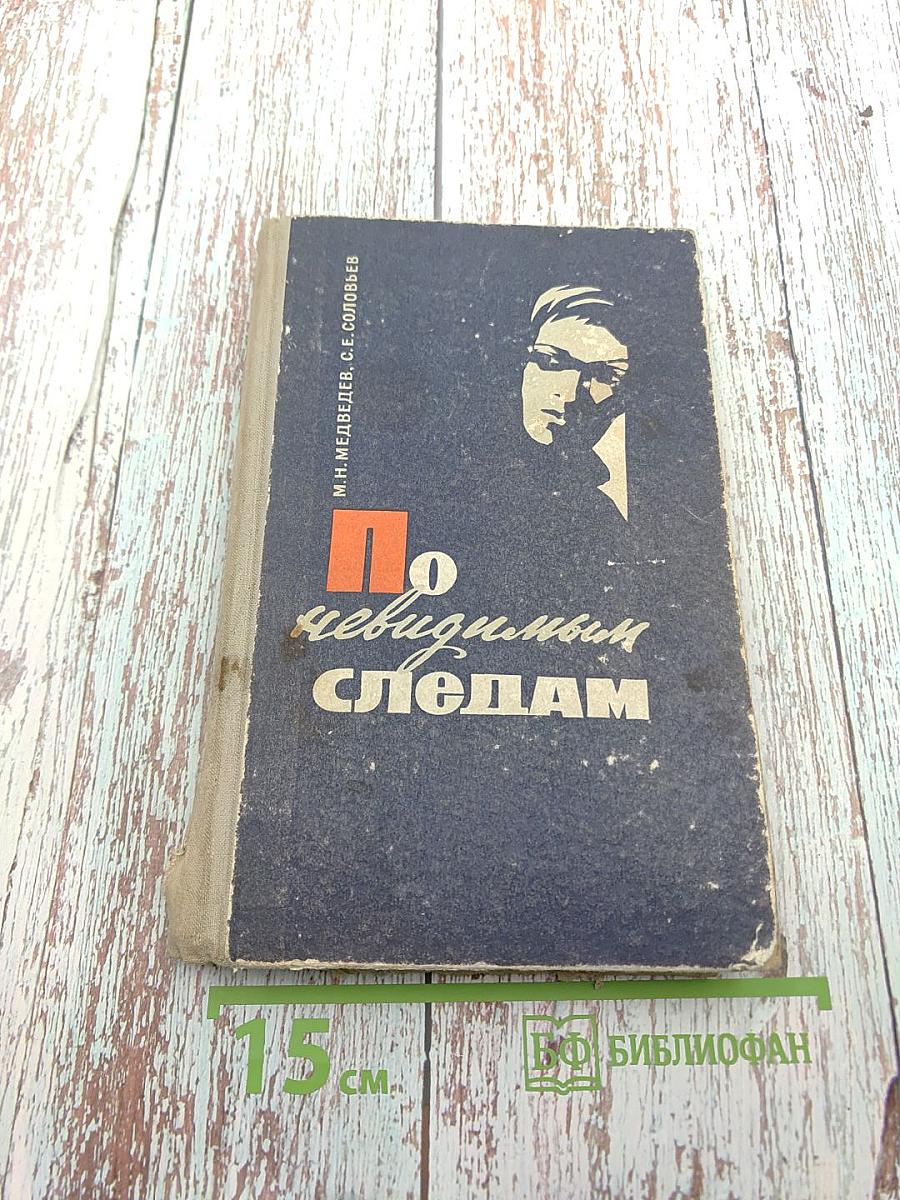 М.Н. МЕДВЕДЕВ, С.Е. СОЛОВЬЕВ
По
невидимым
следам
15 см
БФ БИБЛИОФАН